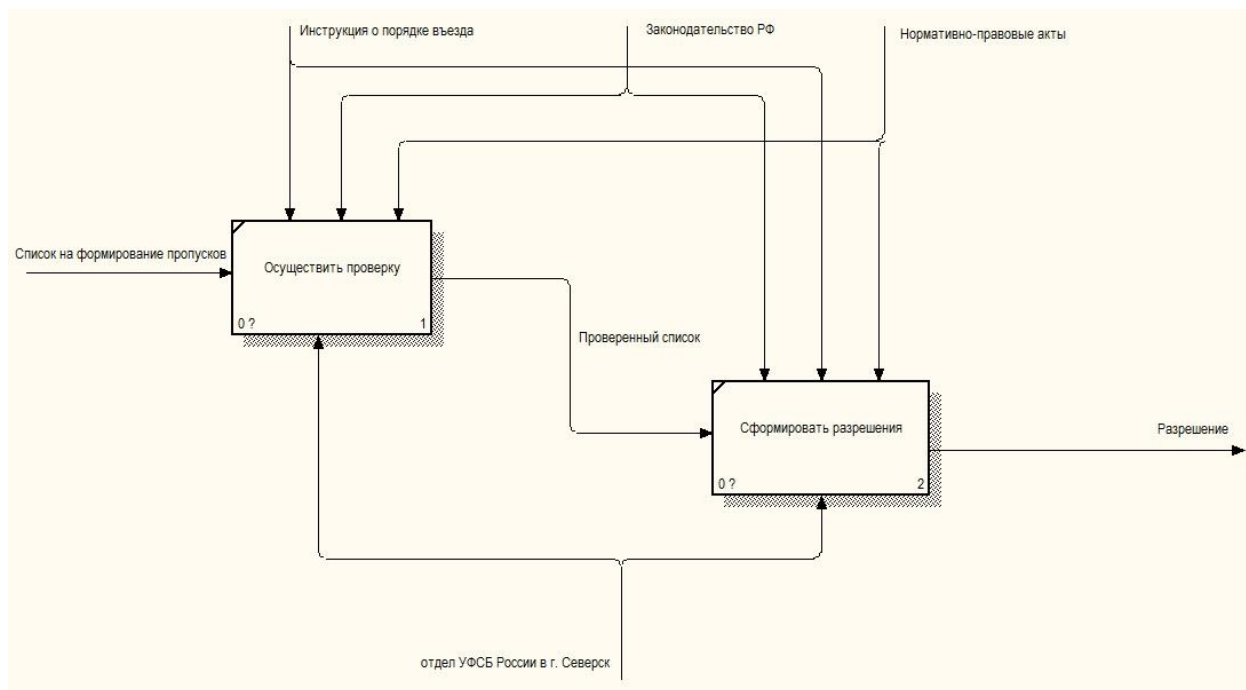 Инструкция о порядке въезда
Законодательство РФ
Нормативно-правовые акты
Список на формирование пропусков
Осуществить проверку
0 ?
1
Проверенный список
Сформировать разрешения
0 ?
2
Разрешение
отдел УФСБ России в г. Северск